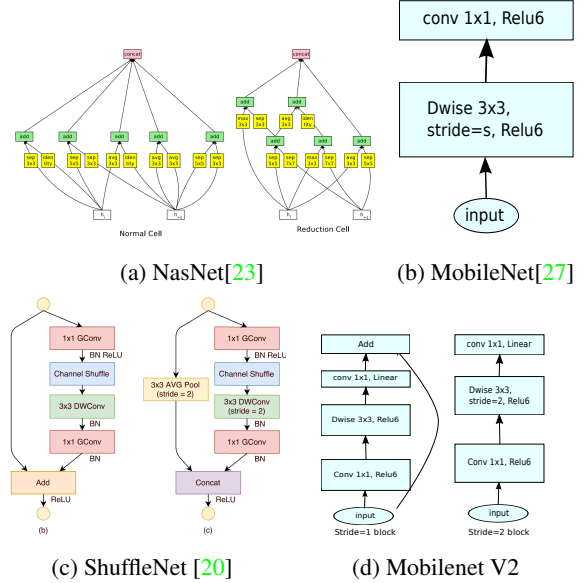 concat
add
add
add
add
add
sep
3x3
iden
tity
sep
5x5
sep
3x3
avg
3x3
iden
tity
avg
3x3
avg
3x3
sep
5x5
sep
3x3
h
i
h
i-1
Normal Cell
concat
add
add
max
3x3
sep
3x3
avg
3x3
iden
tity
add
add
add
sep
5x5
sep
7x7
max
3x3
sep
7x7
avg
3x3
sep
5x5
h
i
h
i-1
Reduction Cell
(a) NasNet[23]
conv 1x1, Relu6
Dwise 3x3,
stride=s, Relu6
input
(b) MobileNet[27]
1x1 GConv
BN ReLU
Channel Shuffle
3x3 DWConv
BN
1x1 GConv
BN
Add
ReLU
(b)
3x3 AVG Pool
(stride = 2)
1x1 GConv
BN ReLU
Channel Shuffle
3x3 DWConv
(stride = 2)
BN
1x1 GConv
BN
Concat
ReLU
(c)
(c) ShuffleNet [20]
Add
conv 1x1, Linear
Dwise 3x3, Relu6
Conv 1x1, Relu6
input
Stride=1 block
conv 1x1, Linear
Dwise 3x3,
stride=2, Relu6
Conv 1x1, Relu6
input
Stride=2 block
(d) Mobilenet V2